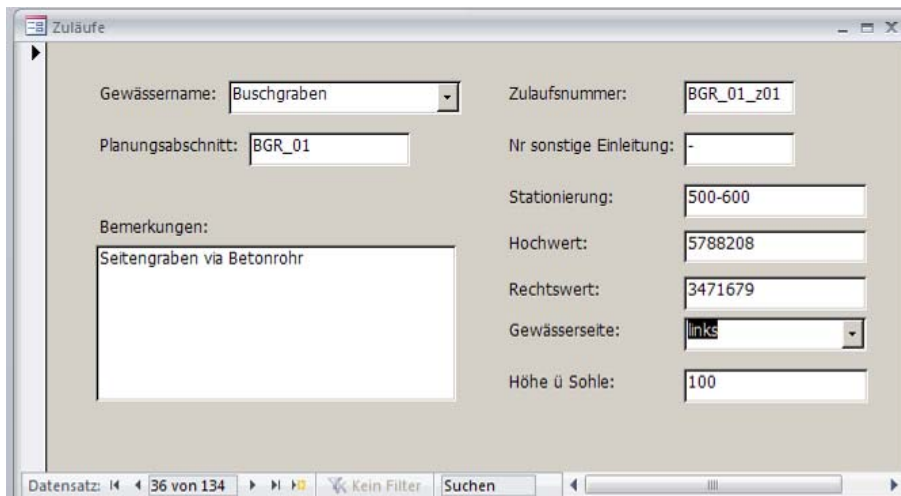 Zuläufe
Gewässername: Buschgraben
Zulaufsnummer: BGR_01_z01
Planungsabschnitt: BGR_01
Nr sonstige Einleitung: -
Stationierung: 500-600
Bemerkungen:
Seitengraben via Betonrohr
Hochwert: 5788208
Rechtswert: 3471679
Gewässerseite: links
Höhe ü Sohle: 100
Datensatz: 36 von 134 Kein Filter Suchen